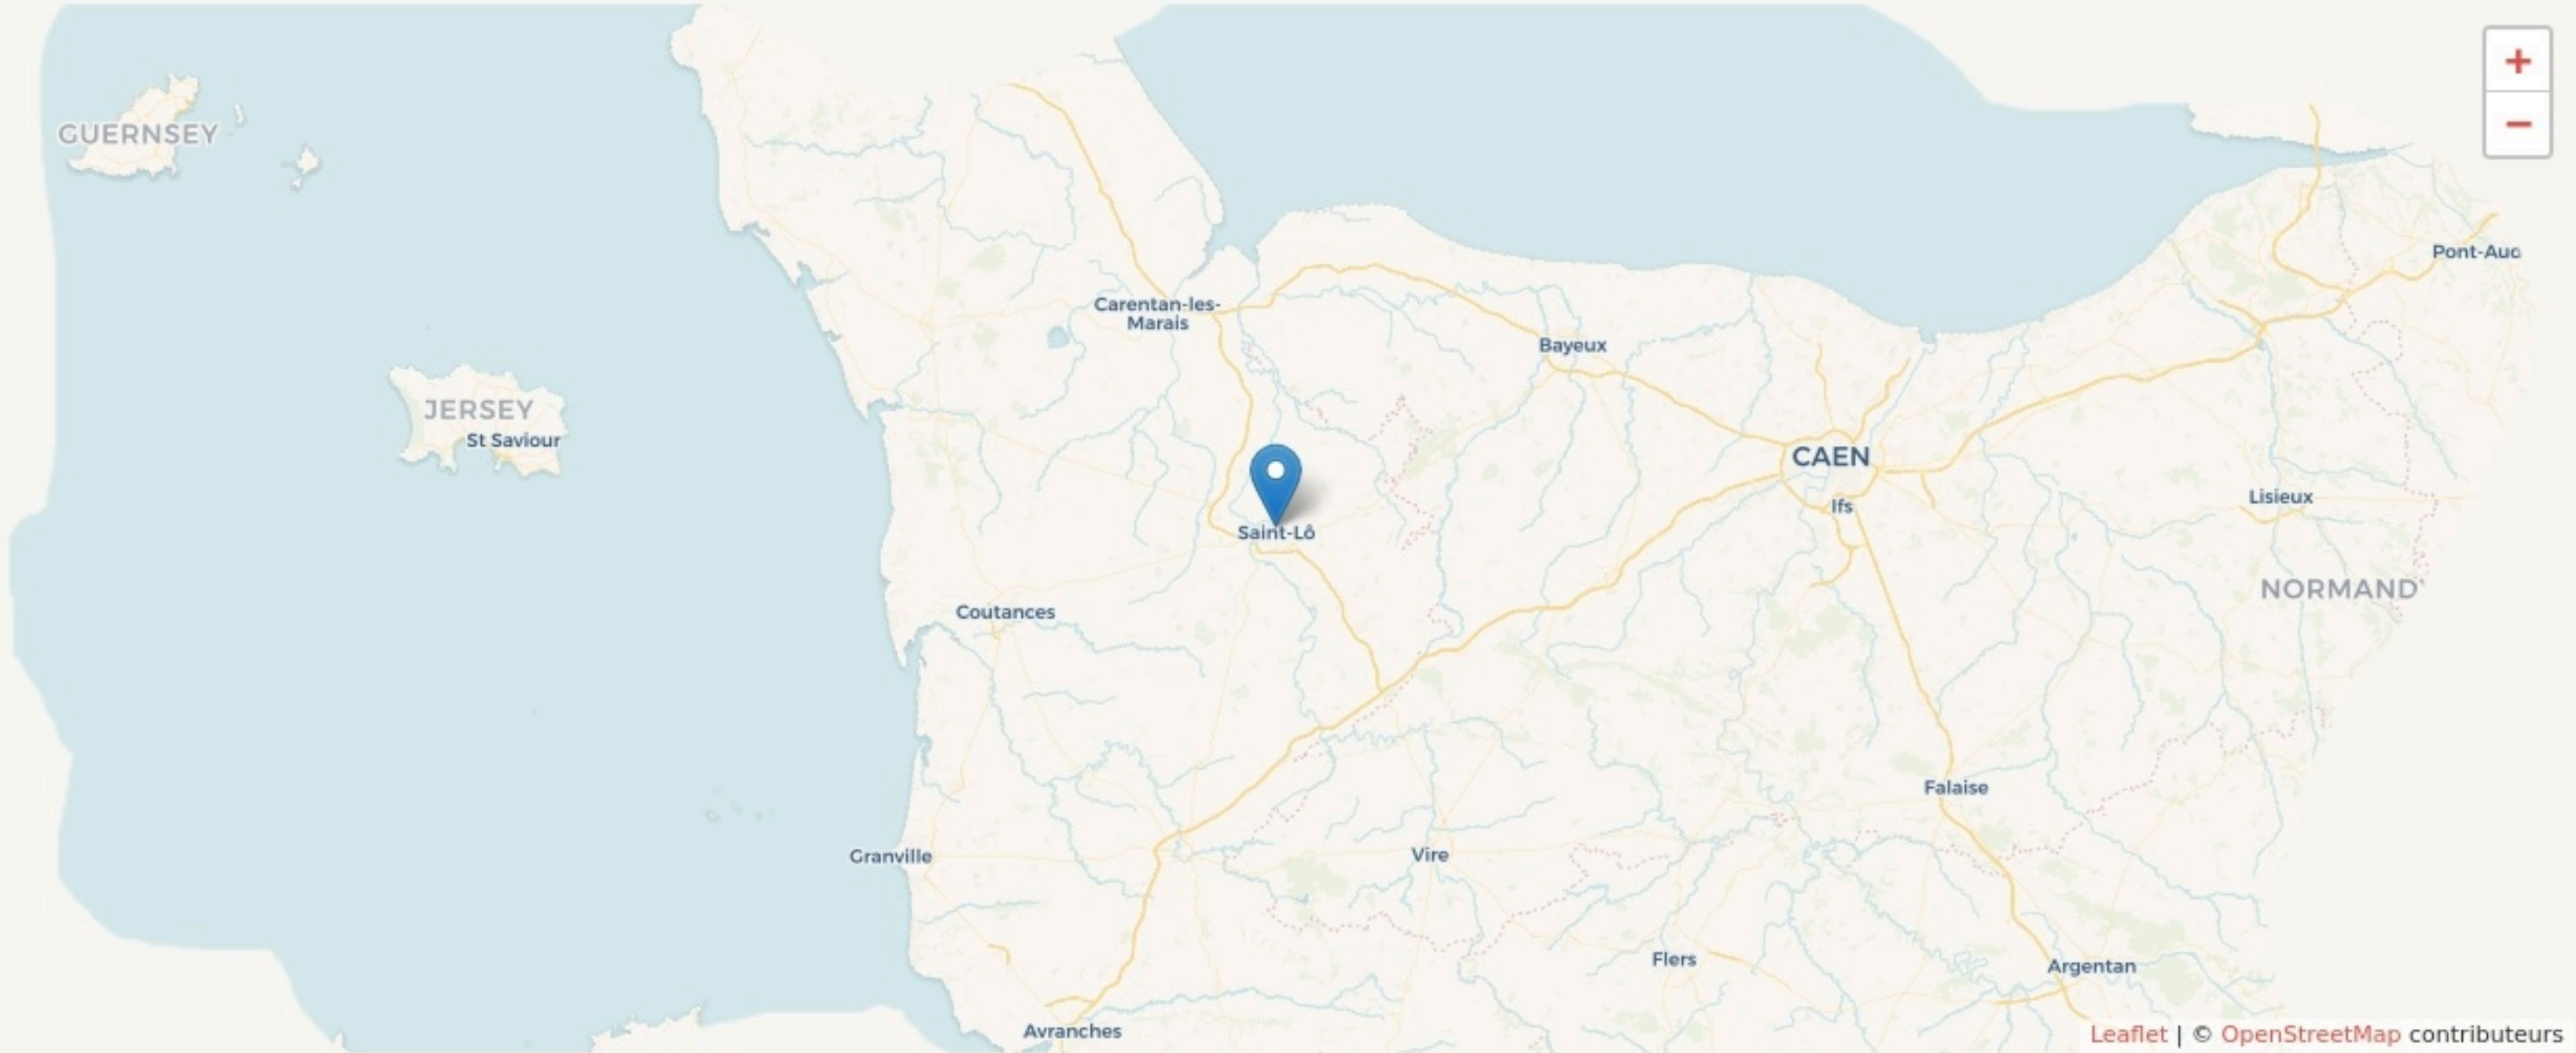 +
−
GUERNSEY
Pont-Aud
Carentan-les-
Marais
Bayeux
JERSEY
St Saviour
CAEN
Ifs
Lisieux
Saint-Lô
NORMAND
Coutances
Falaise
Granville
Vire
Flers
Argentan
Avranches
Leaflet | © OpenStreetMap contributeurs